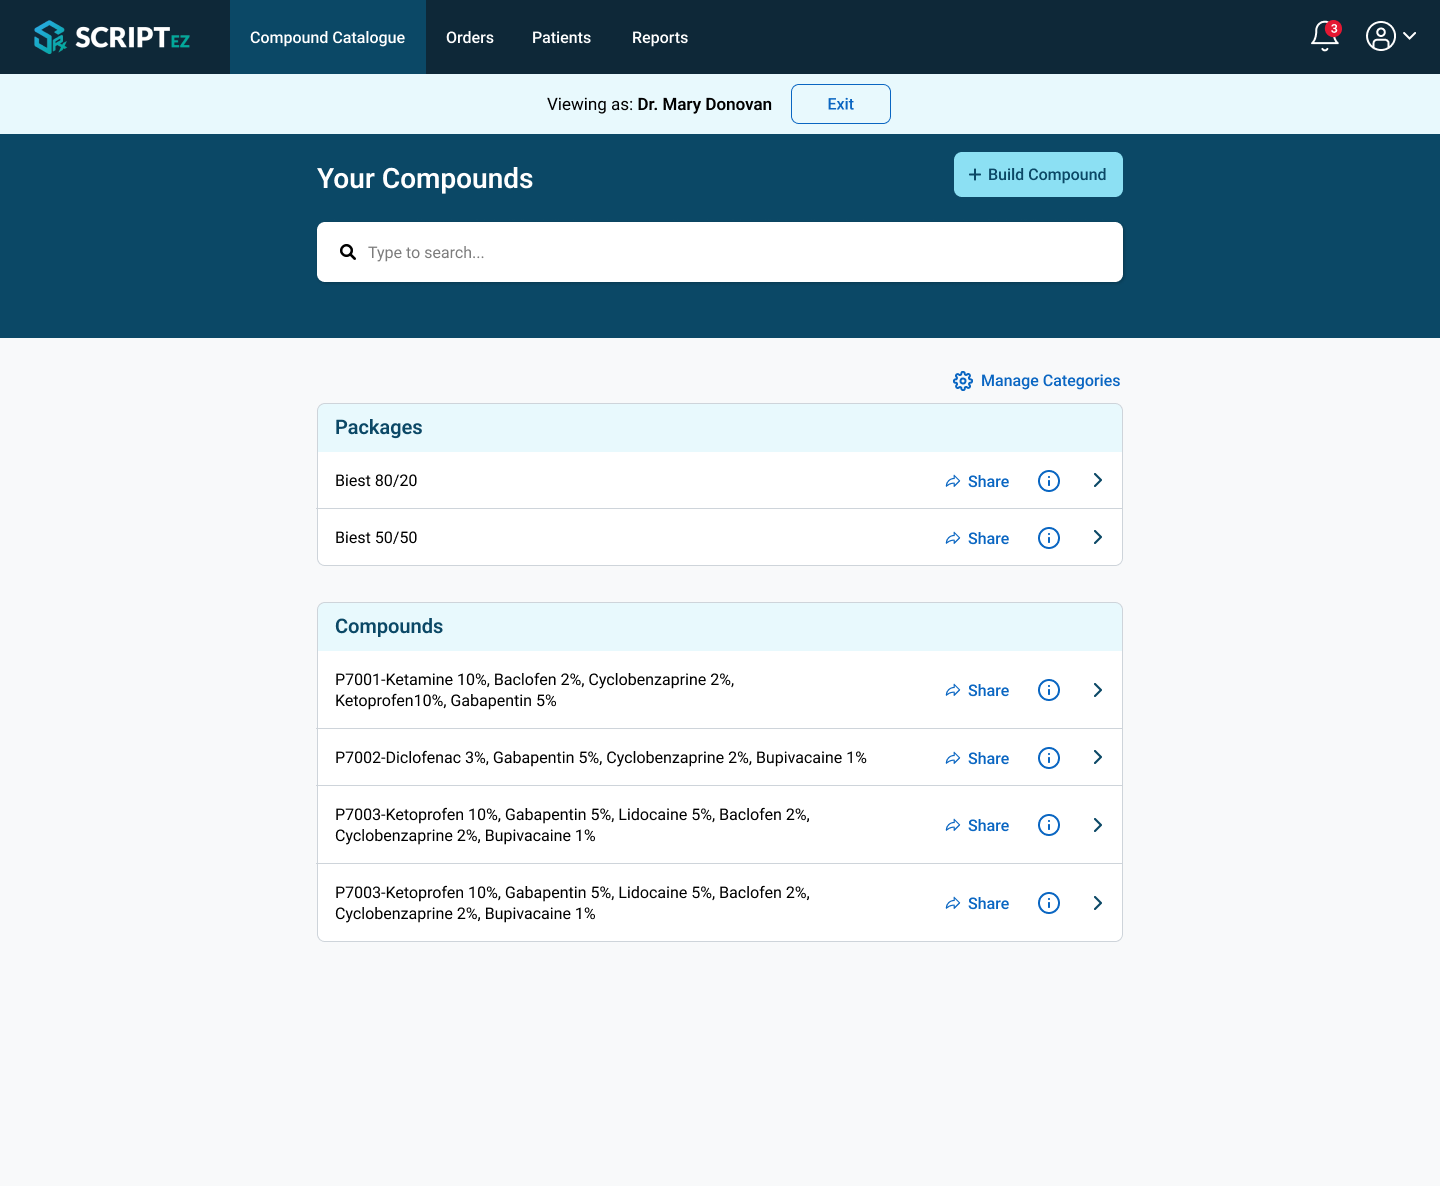 SCRIPTEZ
Compound Catalogue
Orders
Patients
Reports
3
Viewing as: Dr. Mary Donovan
Exit
Your Compounds
Build Compound
Type to search...
Manage Categories
Packages
Biest 80/20
Share
Biest 50/50
Share
Compounds
P7001-Ketamine 10%, Baclofen 2%, Cyclobenzaprine 2%,
Ketoprofen10%, Gabapentin 5%
Share
P7002-Diclofenac 3%, Gabapentin 5%, Cyclobenzaprine 2%, Bupivacaine 1%
Share
P7003-Ketoprofen 10%, Gabapentin 5%, Lidocaine 5%, Baclofen 2%,
Cyclobenzaprine 2%, Bupivacaine 1%
Share
P7003-Ketoprofen 10%, Gabapentin 5%, Lidocaine 5%, Baclofen 2%,
Cyclobenzaprine 2%, Bupivacaine 1%
Share